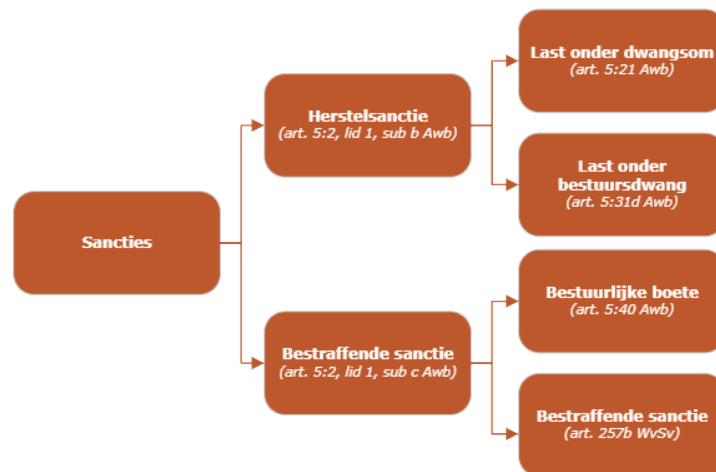 Sancties
Herstelsanctie
(art. 5:2, lid 1, sub b Awb)
Last onder dwangsom
(art. 5:21 Awb)
Last onder
bestuursdwang
(art. 5:31d Awb)
Bestraffende sanctie
(art. 5:2, lid 1, sub c Awb)
Bestuurlijke boete
(art. 5:40 Awb)
Bestraffende sanctie
(art. 257b WvSv)